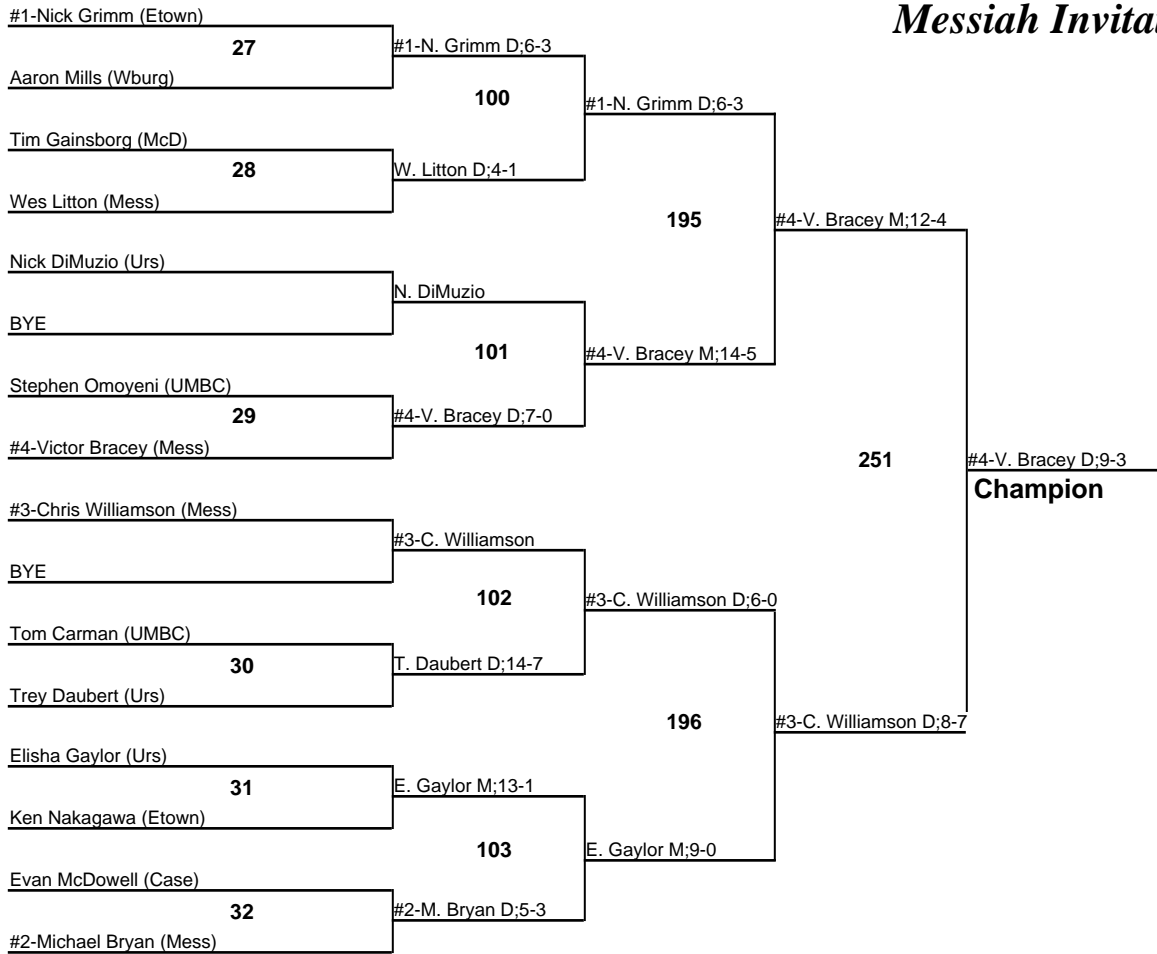 Messiah Invita
#1-Nick Grimm (Etown)
27
Aaron Mills (Wburg)
Tim Gainsborg (McD)
28
Wes Litton (Mess)
Nick DiMuzio (Urs)
BYE
Stephen Omoyeni (UMBC)
29
#4-Victor Bracey (Mess)
#3-Chris Williamson (Mess)
BYE
Tom Carman (UMBC)
30
Trey Daubert (Urs)
Elisha Gaylor (Urs)
31
Ken Nakagawa (Etown)
Evan McDowell (Case)
32
#2-Michael Bryan (Mess)
#1-N. Grimm D;6-3
100
W. Litton D;4-1
N. DiMuzio
101
#4-V. Bracey D;7-0
#3-C. Williamson
102
T. Daubert D;14-7
E. Gaylor M;13-1
103
#2-M. Bryan D;5-3
#1-N. Grimm D;6-3
195
#4-V. Bracey M;14-5
#3-C. Williamson D;6-0
196
E. Gaylor M;9-0
#4-V. Bracey M;12-4
251
#3-C. Williamson D;8-7
#4-V. Bracey D;9-3
Champion